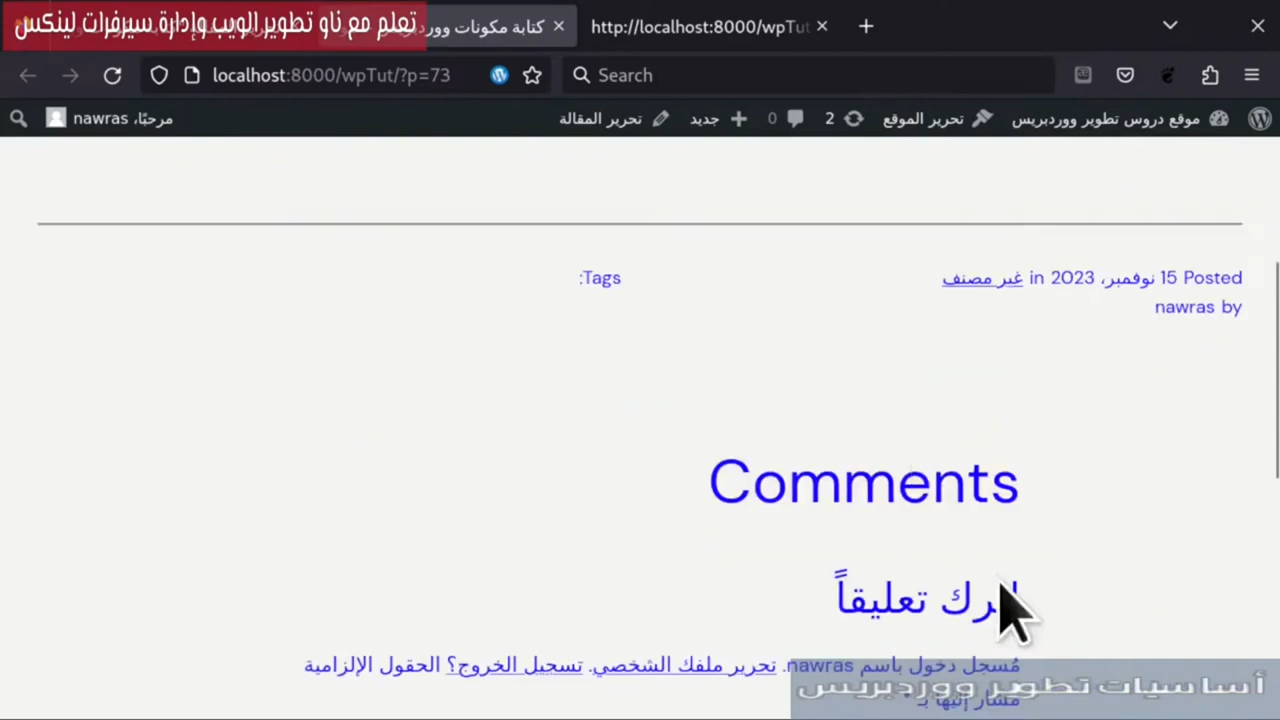 تعلم مع ناو تطوير الويب وإدارة سيرفرات لينكس
كتابة مكونات ووردبريس
http://localhost:8000/wpTut
localhost:8000/wpTut/?p=73
Search
موقع دروس تطوير ووردبريس تحرير الموقع 2 0 جديد تحرير المقالة
مرحبًا، nawras
Posted 15 نوفمبر، 2023 in غير مصنف
by nawras
Tags:
Comments
اترك تعليقاً
مُسجل دخول باسم nawras. تحرير ملفك الشخصي. تسجيل الخروج؟ الحقول الإلزامية
مشار إليها بـ *
أساسيات تطوير ووردبريس